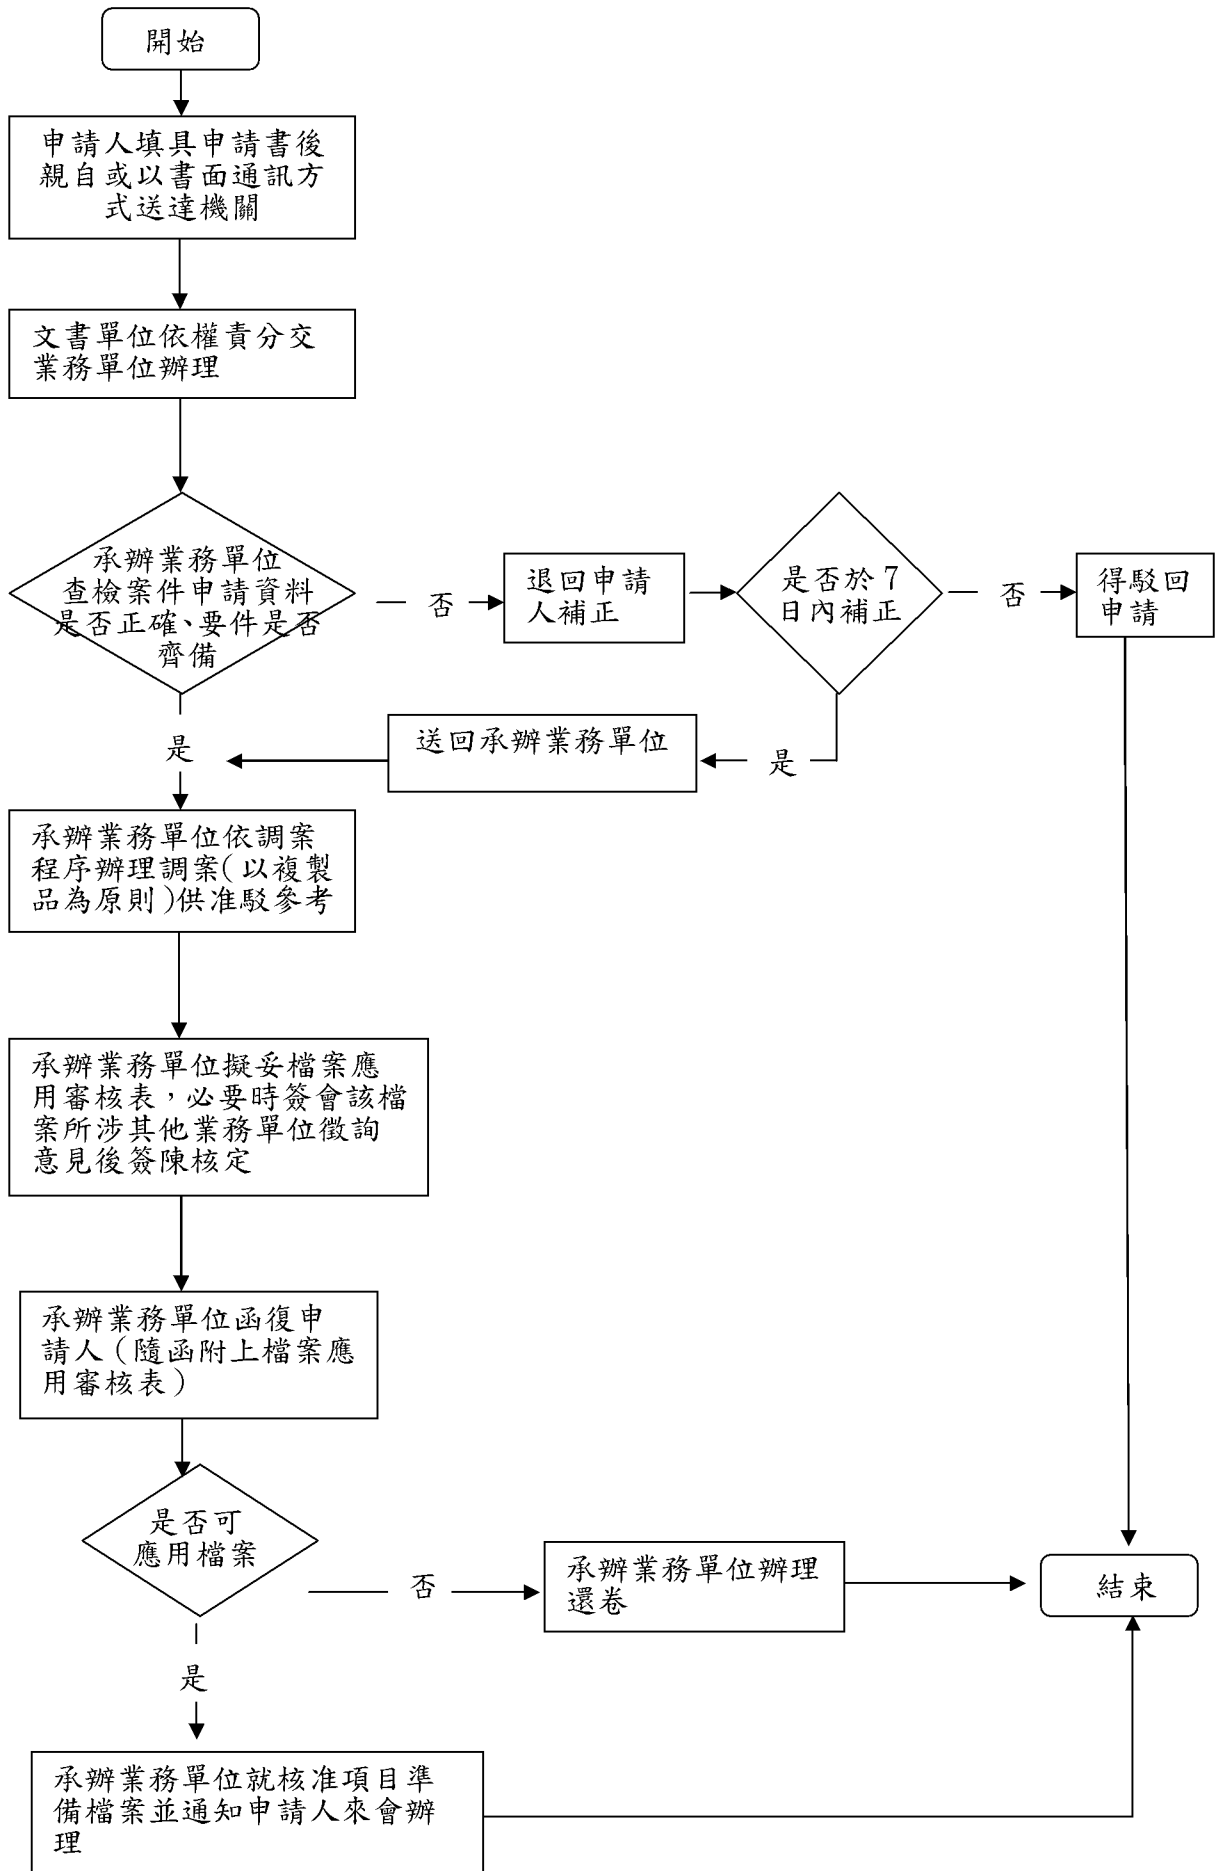 開始
申請人填具申請書後
親自或以書面通訊方
式送達機關
文書單位依權責分交
業務單位辦理
承辦業務單位
查檢案件申請資料
是否正確、要件是否
齊備
否
退回申請
人補正
是否於7
日內補正
否
得駁回
申請
是
送回承辦業務單位
是
承辦業務單位依調案
程序辦理調案(以複製
品為原則)供准駁參考
承辦業務單位擬妥檔案應
用審核表，必要時簽會該檔
案所涉其他業務單位徵詢
意見後簽陳核定
承辦業務單位函復申
請人(隨函附上檔案應
用審核表)
是否可
應用檔案
否
承辦業務單位辦理
還卷
結束
是
承辦業務單位就核准項目準
備檔案並通知申請人來會辦
理